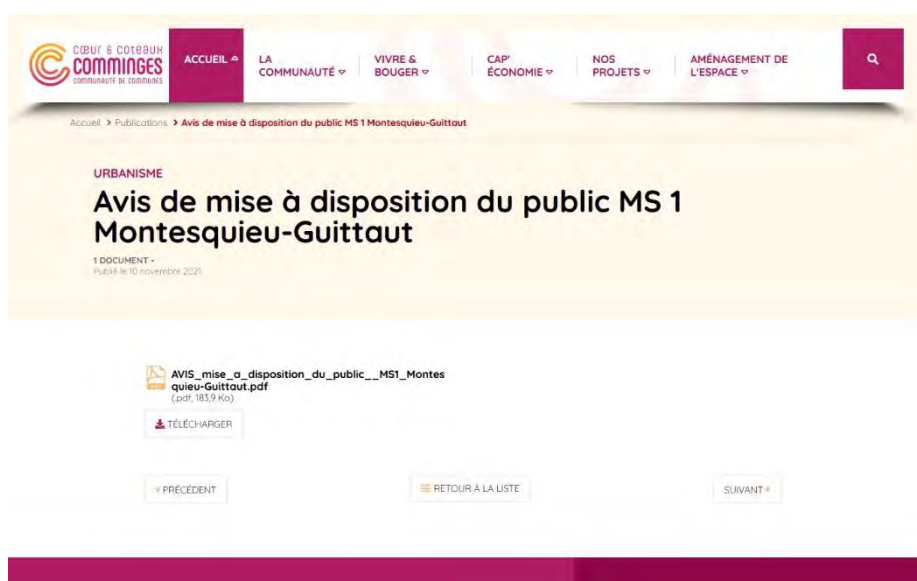 cœur & coteaux
COMMINGES
COMMUNAUTÉ DE COMMUNES
ACCUEIL
LA
COMMUNAUTÉ
VIVRE &
BOUGER
CAP'
ÉCONOMIE
NOS
PROJETS
AMÉNAGEMENT DE
L'ESPACE
Accueil > Publications > Avis de mise à disposition du public MS 1 Montesquieu-Guittaut
URBANISME
Avis de mise à disposition du public MS 1
Montesquieu-Guittaut
1 DOCUMENT -
Publié le 10 novembre 2021
AVIS_mise_a_disposition_du_public__MS1_Montes
quieu-Guittaut.pdf
(.pdf, 183,9 Ko)
TÉLÉCHARGER
PRÉCÉDENT
RETOUR À LA LISTE
SUIVANT